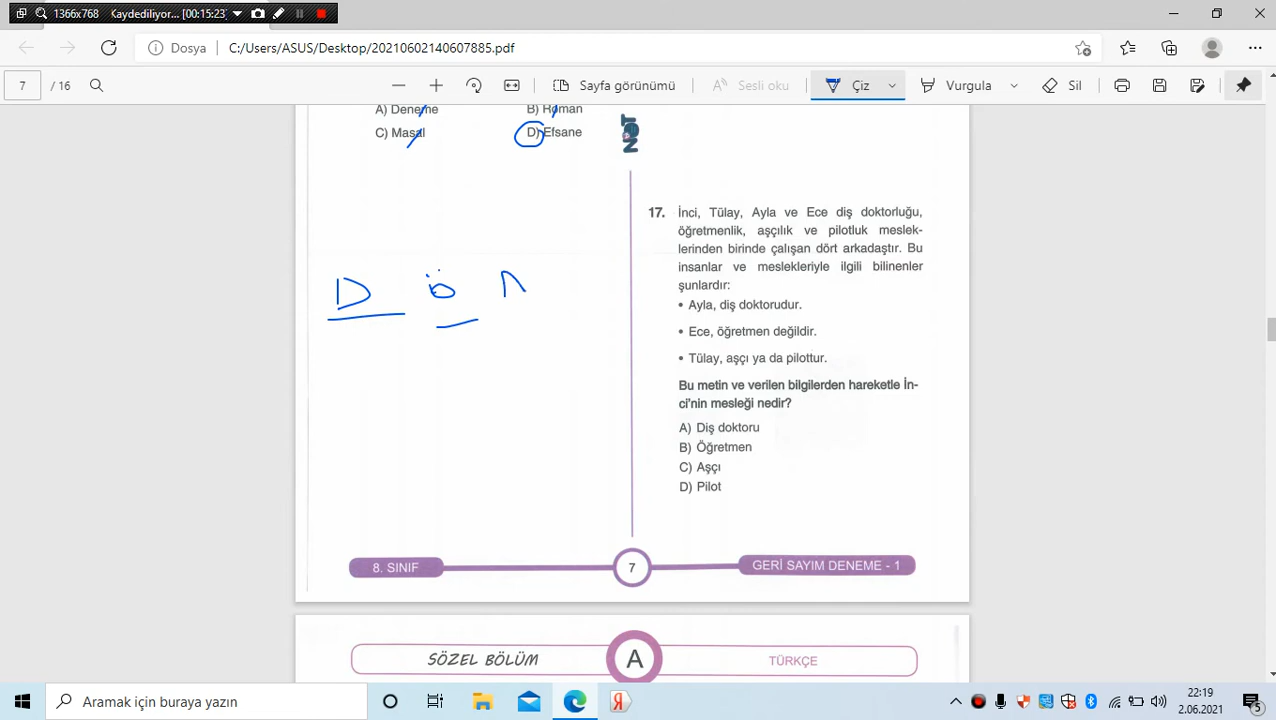 1366x768 Kaydediliyor... [00:15:23]
Dosya C:/Users/ASUS/Desktop/20210602140607885.pdf
7 / 16 Sayfa görünümü Sesli oku Çiz Vurgula Sil
A) Deneme B) Roman
C) Masal D) Efsane
D ö
17. İnci, Tülay, Ayla ve Ece diş doktorluğu,
öğretmenlik, aşçılık ve pilotluk meslek-
lerinden birinde çalışan dört arkadaştır. Bu
insanlar ve meslekleriyle ilgili bilinenler
şunlardır:
• Ayla, diş doktorudur.
• Ece, öğretmen değildir.
• Tülay, aşçı ya da pilottur.
Bu metin ve verilen bilgilerden hareketle İn-
ci'nin mesleği nedir?
A) Diş doktoru
B) Öğretmen
C) Aşçı
D) Pilot
8. SINIF 7 GERİ SAYIM DENEME - 1
SÖZEL BÖLÜM A TÜRKÇE
Aramak için buraya yazın
22:19
2.06.2021
5